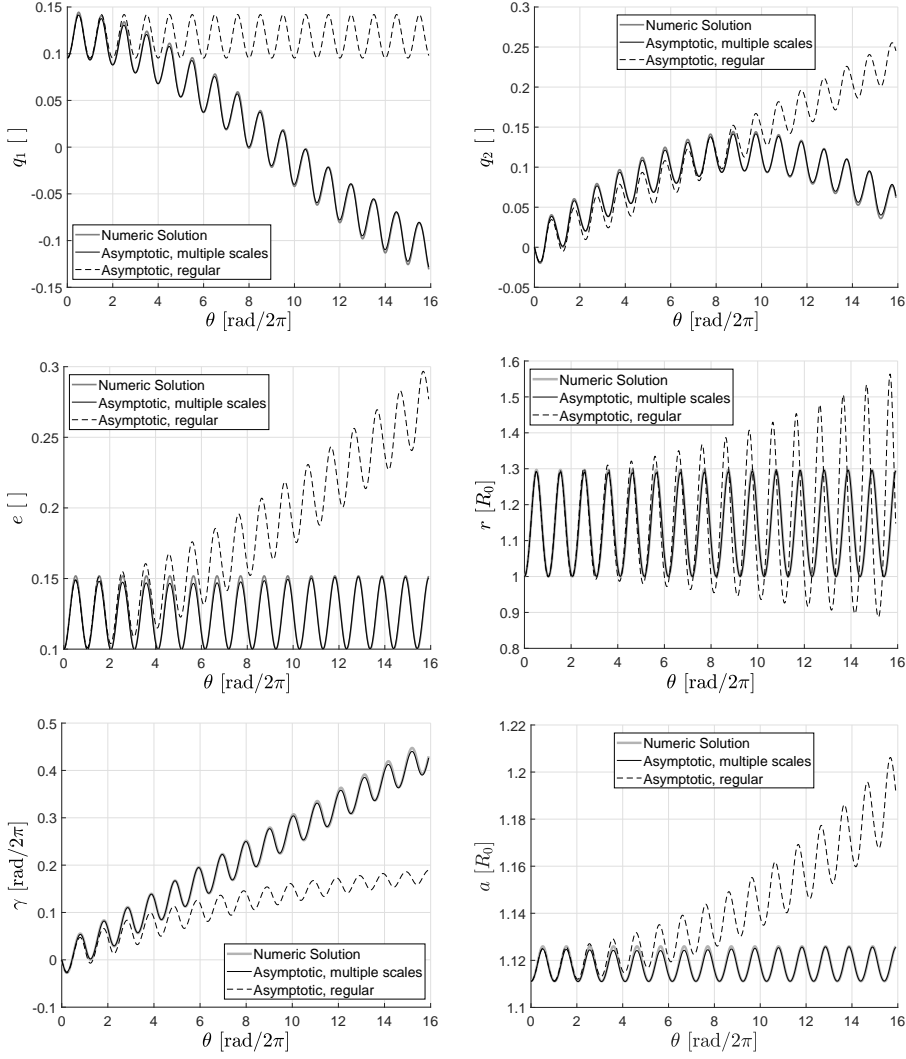 0.15
0.1
0.05
0
-0.05
-0.1
-0.15
q1 [ ]
Numeric Solution
Asymptotic, multiple scales
Asymptotic, regular
0 2 4 6 8 10 12 14 16
θ [rad/2π]
0.3
0.25
0.2
0.15
0.1
0.05
0
-0.05
q2 [ ]
Numeric Solution
Asymptotic, multiple scales
Asymptotic, regular
0 2 4 6 8 10 12 14 16
θ [rad/2π]
0.3
0.25
0.2
0.15
0.1
e [ ]
Numeric Solution
Asymptotic, multiple scales
Asymptotic, regular
0 2 4 6 8 10 12 14 16
θ [rad/2π]
1.6
1.5
1.4
1.3
1.2
1.1
1
0.9
0.8
r [R0]
Numeric Solution
Asymptotic, multiple scales
Asymptotic, regular
0 2 4 6 8 10 12 14 16
θ [rad/2π]
0.5
0.4
0.3
0.2
0.1
0
-0.1
γ [rad/2π]
Numeric Solution
Asymptotic, multiple scales
Asymptotic, regular
0 2 4 6 8 10 12 14 16
θ [rad/2π]
1.22
1.2
1.18
1.16
1.14
1.12
1.1
a [R0]
Numeric Solution
Asymptotic, multiple scales
Asymptotic, regular
0 2 4 6 8 10 12 14 16
θ [rad/2π]